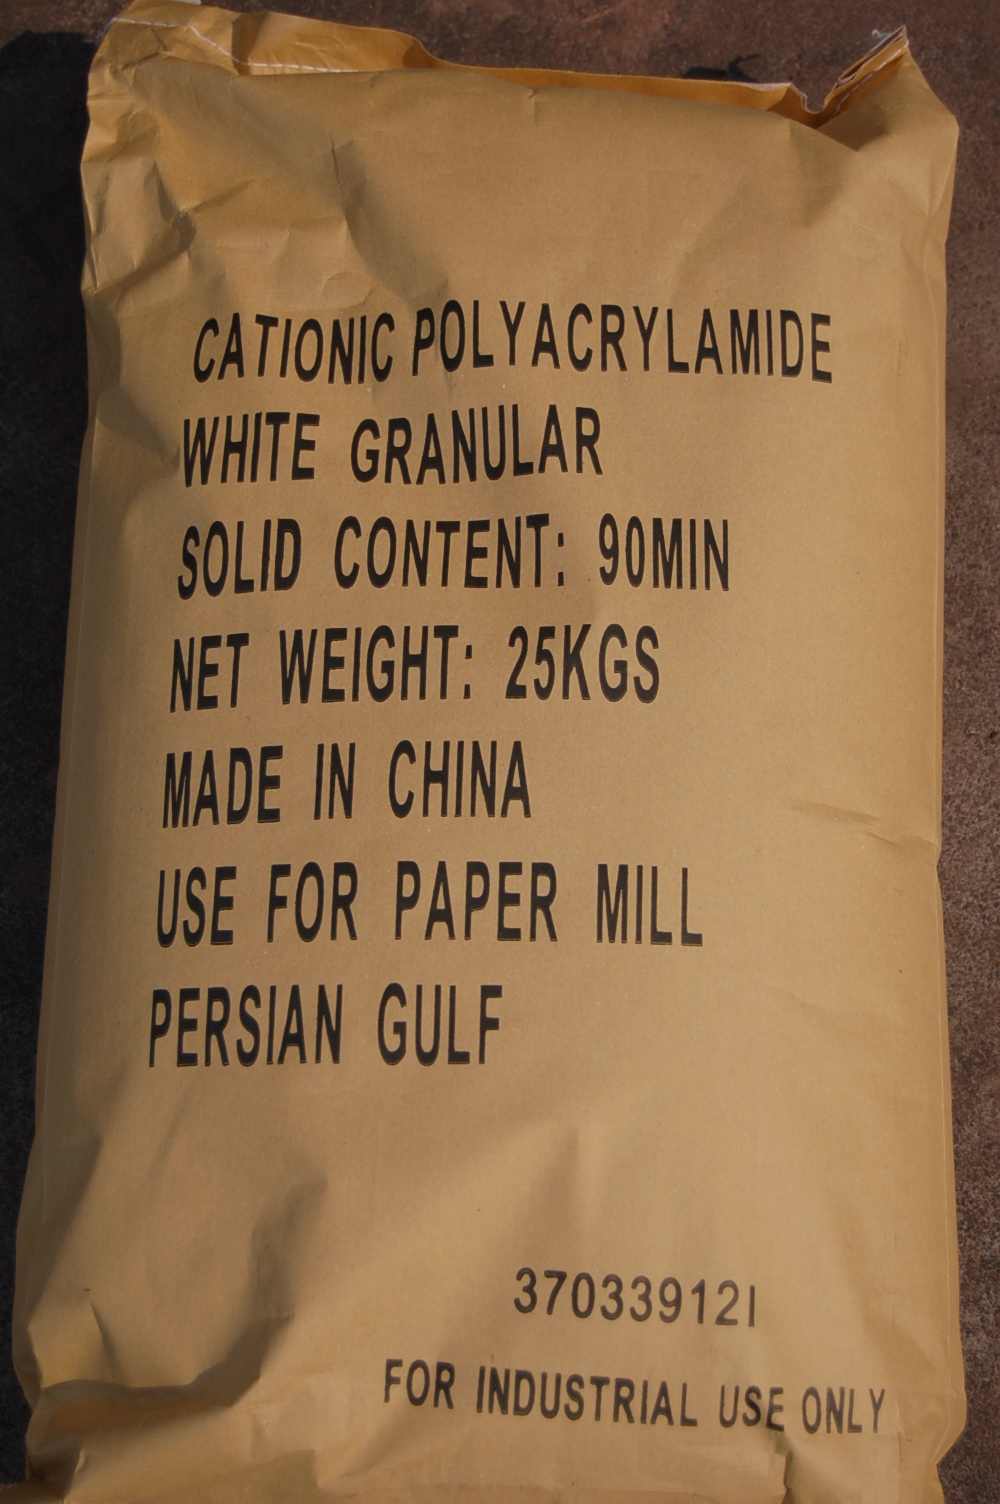 CATIONIC POLYACRYLAMIDE
WHITE GRANULAR
SOLID CONTENT: 90MIN
NET WEIGHT: 25KGS
MADE IN CHINA
USE FOR PAPER MILL
PERSIAN GULF
370339121
FOR INDUSTRIAL USE ONLY